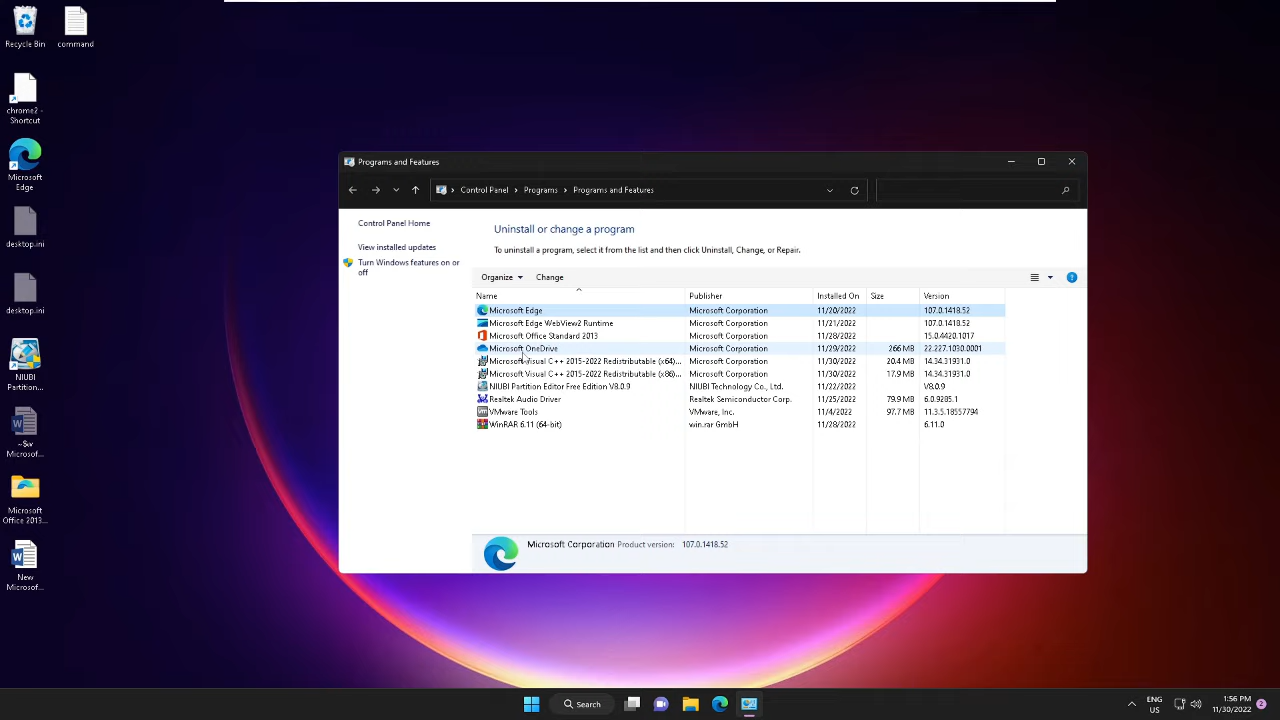 Recycle Bin
command
chrome2 -
Shortcut
Microsoft
Edge
desktop.ini
desktop.ini
NIUBI
Partition...
~$w
Microsof...
Microsoft
Office 2013...
New
Microsof...
Programs and Features
Control Panel > Programs > Programs and Features
Control Panel Home
View installed updates
Turn Windows features on or
off
Uninstall or change a program
To uninstall a program, select it from the list and then click Uninstall, Change, or Repair.
Organize Change
Name Publisher Installed On Size Version
Microsoft Edge Microsoft Corporation 11/20/2022 107.0.1418.52
Microsoft Edge WebView2 Runtime Microsoft Corporation 11/21/2022 107.0.1418.52
Microsoft Office Standard 2013 Microsoft Corporation 11/28/2022 15.0.4420.1017
Microsoft OneDrive Microsoft Corporation 11/29/2022 266 MB 22.227.1030.0001
Microsoft Visual C++ 2015-2022 Redistributable (x64)... Microsoft Corporation 11/30/2022 20.4 MB 14.34.31931.0
Microsoft Visual C++ 2015-2022 Redistributable (x86)... Microsoft Corporation 11/30/2022 17.9 MB 14.34.31931.0
NIUBI Partition Editor Free Edition V8.0.9 NIUBI Technology Co., Ltd. 11/22/2022 V8.0.9
Realtek Audio Driver Realtek Semiconductor Corp. 11/25/2022 79.9 MB 6.0.9285.1
VMware Tools VMware, Inc. 11/4/2022 97.7 MB 11.3.5.18557794
WinRAR 6.11 (64-bit) win.rar GmbH 11/28/2022 6.11.0
Microsoft Corporation Product version: 107.0.1418.52
Search
ENG
US
1:56 PM
11/30/2022
2